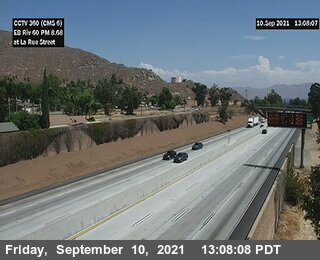 CCTV 360 (CMS 6)
EB Riv 60 PM 8.68
at La Rue Street
10.Sep 2021 13:08:07
Friday, September 10, 2021 13:08:08 PDT